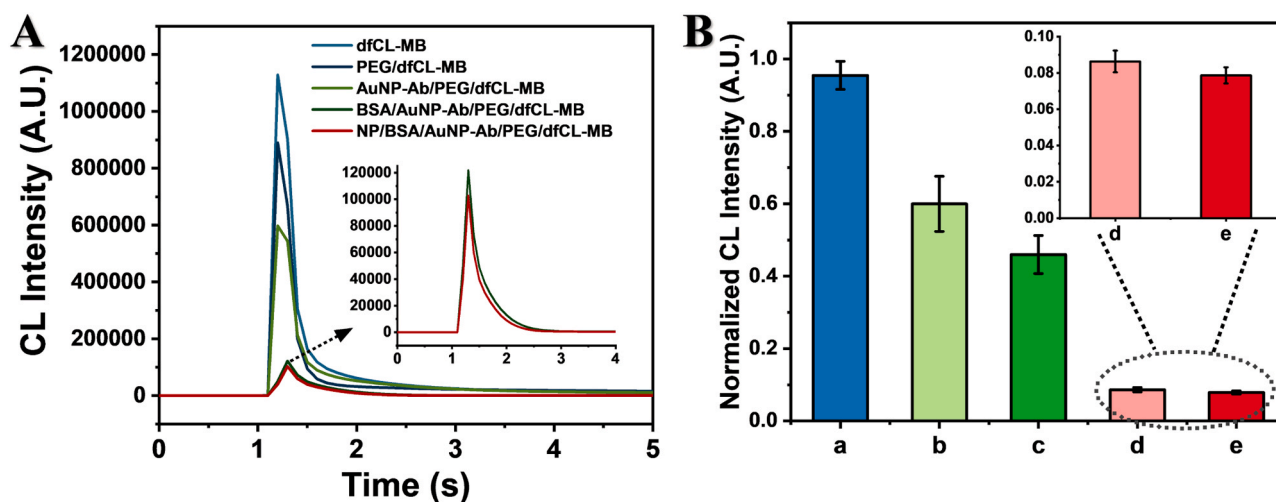 A
CL Intensity (A.U.)
1200000
1000000
800000
600000
400000
200000
0
0 1 2 3 4 5
Time (s)
dfCL-MB
PEG/dfCL-MB
AuNP-Ab/PEG/dfCL-MB
BSA/AuNP-Ab/PEG/dfCL-MB
NP/BSA/AuNP-Ab/PEG/dfCL-MB
120000
100000
80000
60000
40000
20000
0
0 1 2 3 4
B
Normalized CL Intensity (A.U.)
1.0
0.8
0.6
0.4
0.2
0.0
a b c d e
0.10
0.08
0.06
0.04
0.02
0.00
d e